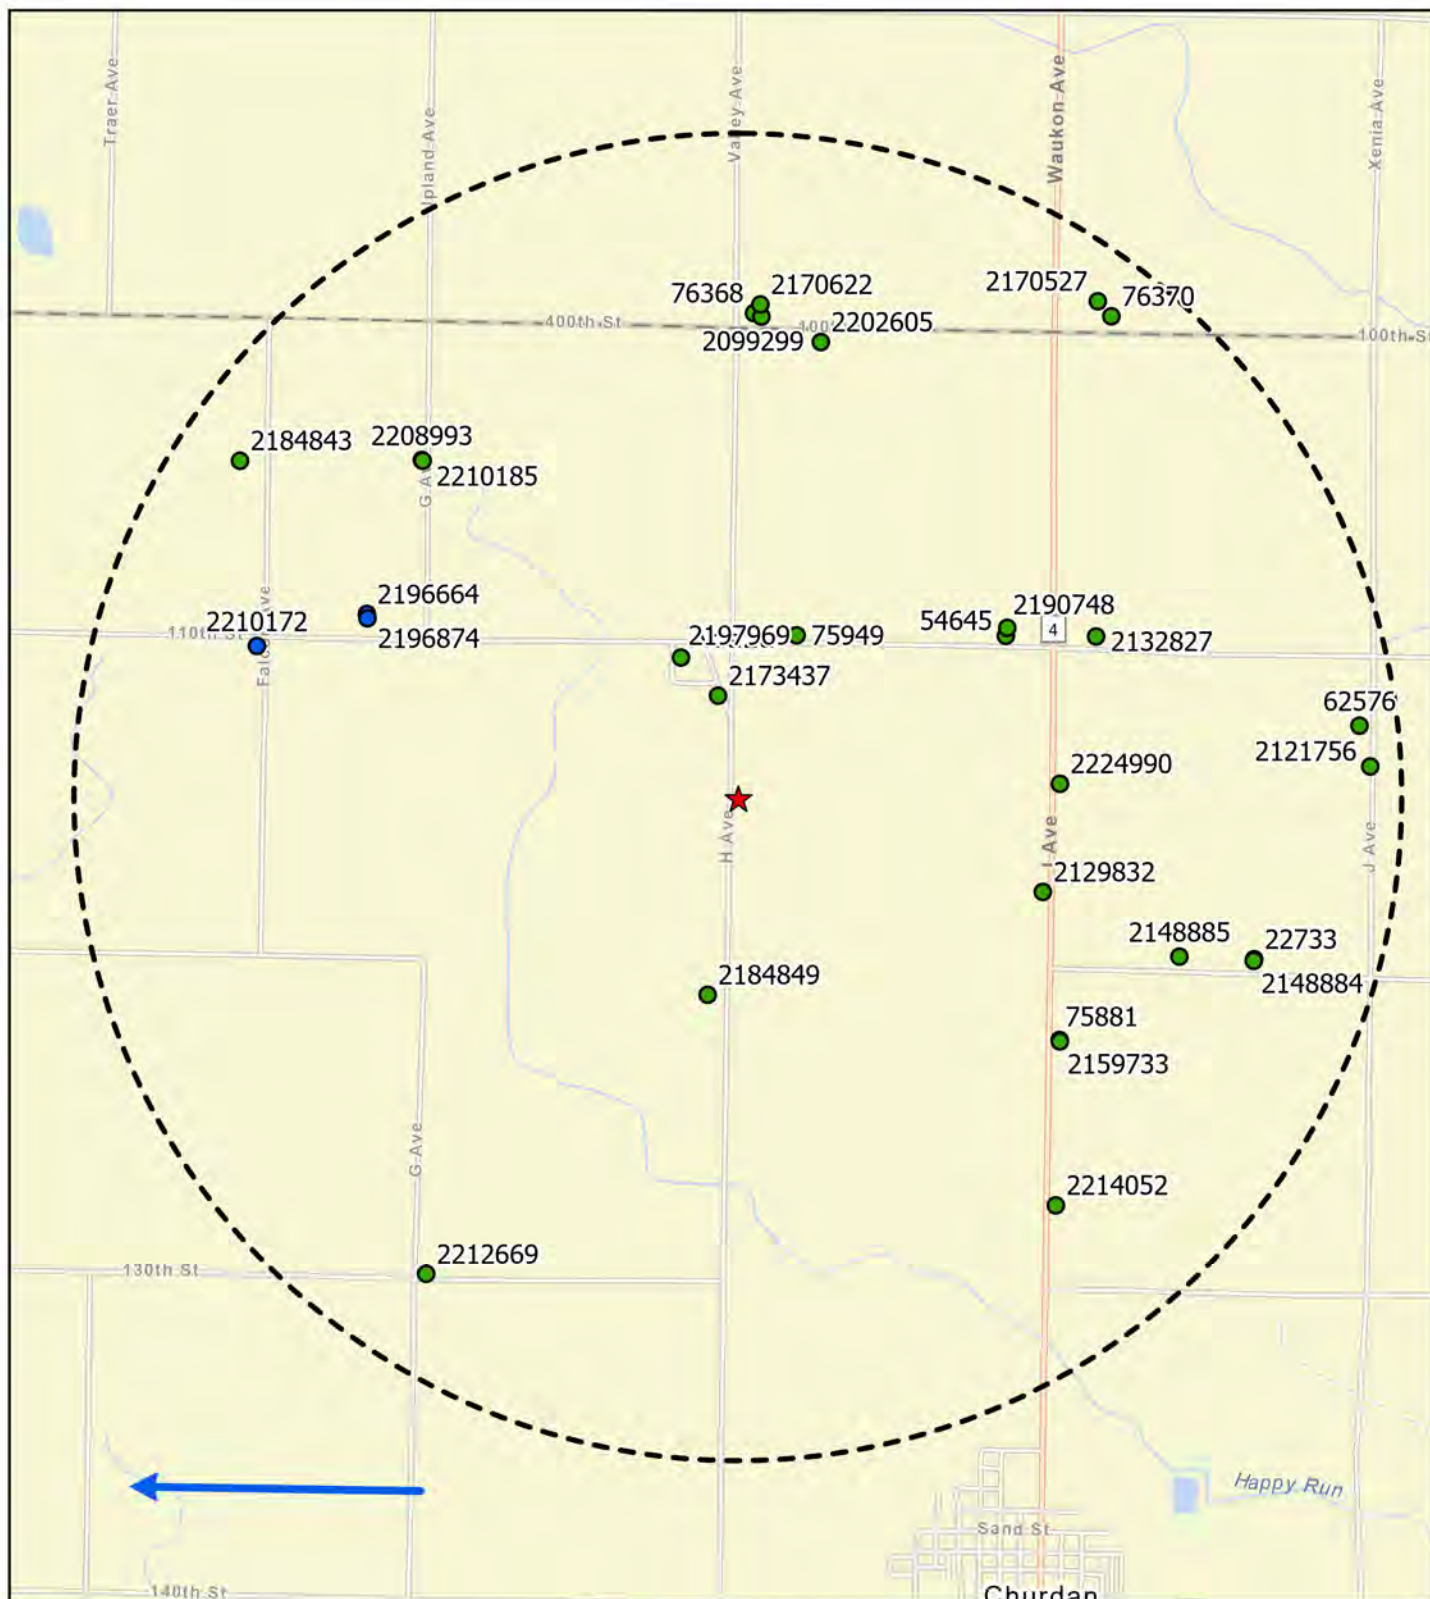 Traer Ave
Upland Ave
Valley Ave
Waukon Ave
Xenia Ave
2170622
2170527
76368
76370
400th St
2202605
100th St
2099299
2184843
2208993
2210185
G Ave
2196664
2210172
110th St
2196874
2190748
54645
4
2132827
2197969
75949
2173437
62576
2121756
2224990
H Ave
I Ave
J Ave
2129832
2148885
22733
2148884
2184849
75881
2159733
G Ave
2214052
2212669
130th St
Happy Run
Sand St
140th St
Churdan